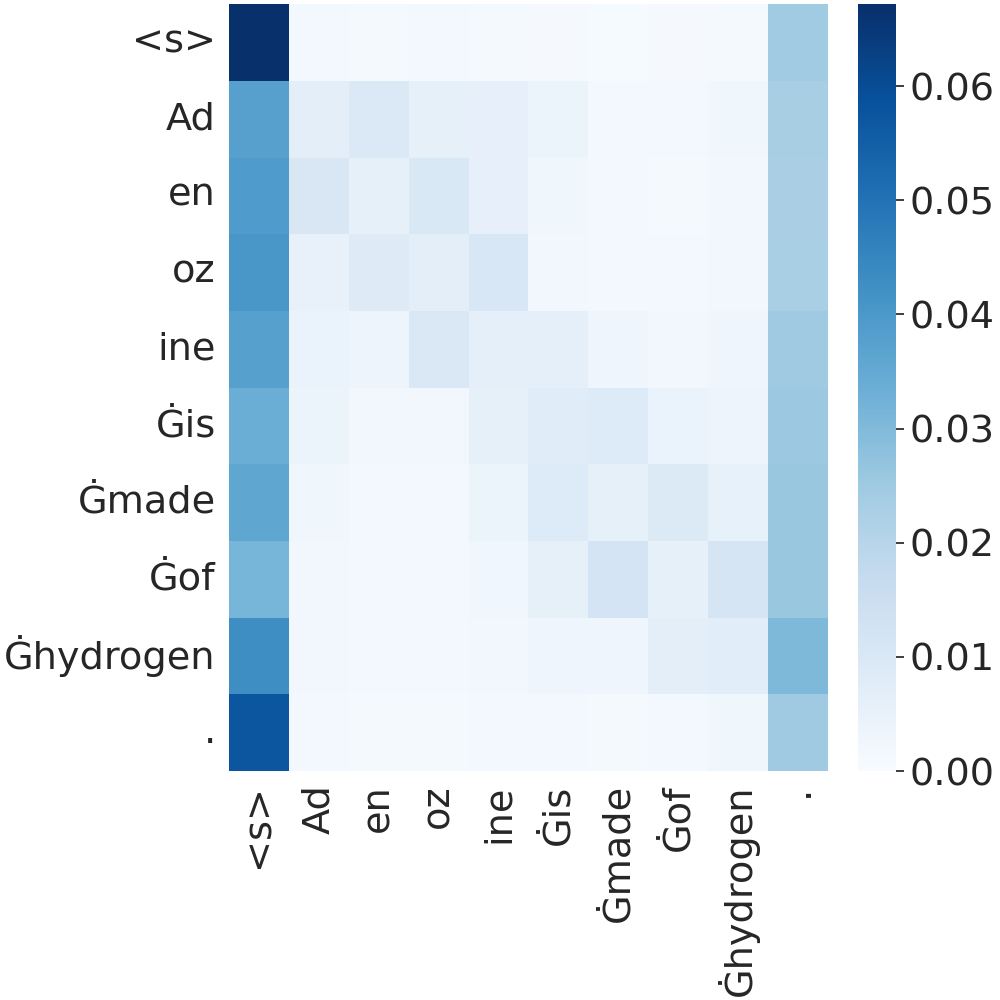 <s>
Ad
en
oz
ine
Ġis
Ġmade
Ġof
Ġhydrogen
.
<s>
Ad
en
oz
ine
Ġis
Ġmade
Ġof
Ġhydrogen
.
0.06
0.05
0.04
0.03
0.02
0.01
0.00